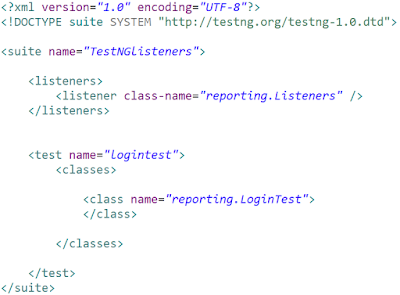 <?xml version="1.0" encoding="UTF-8"?>
<!DOCTYPE suite SYSTEM "http://testng.org/testng-1.0.dtd">
<suite name="TestNGListeners">
<listeners>
<listener class-name="reporting.Listeners" />
</listeners>
<test name="logintest">
<classes>
<class name="reporting.LoginTest">
</class>
</classes>
</test>
</suite>